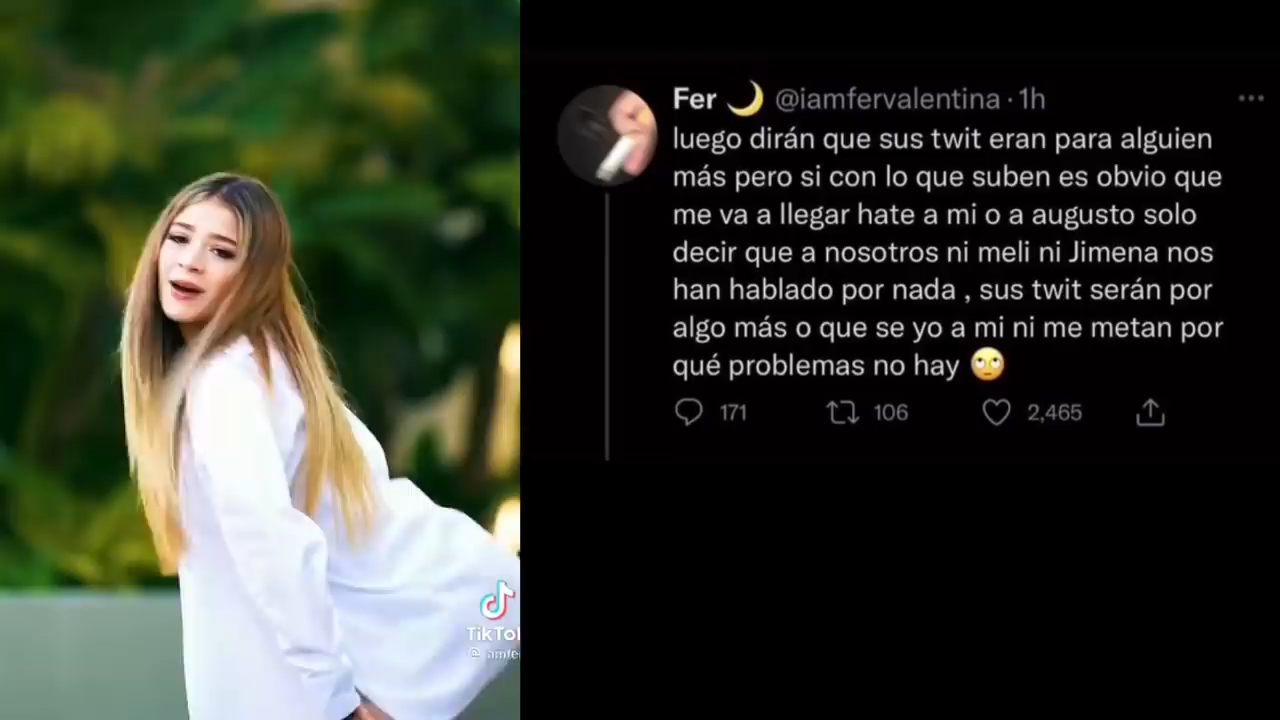 Fer 🌙 @iamfervalentina · 1h
luego dirán que sus twit eran para alguien
más pero si con lo que suben es obvio que
me va a llegar hate a mi o a augusto solo
decir que a nosotros ni meli ni Jimena nos
han hablado por nada , sus twit serán por
algo más o que se yo a mi ni me metan por
qué problemas no hay 🙄
171 106 2,465
TikTo
@iamfe